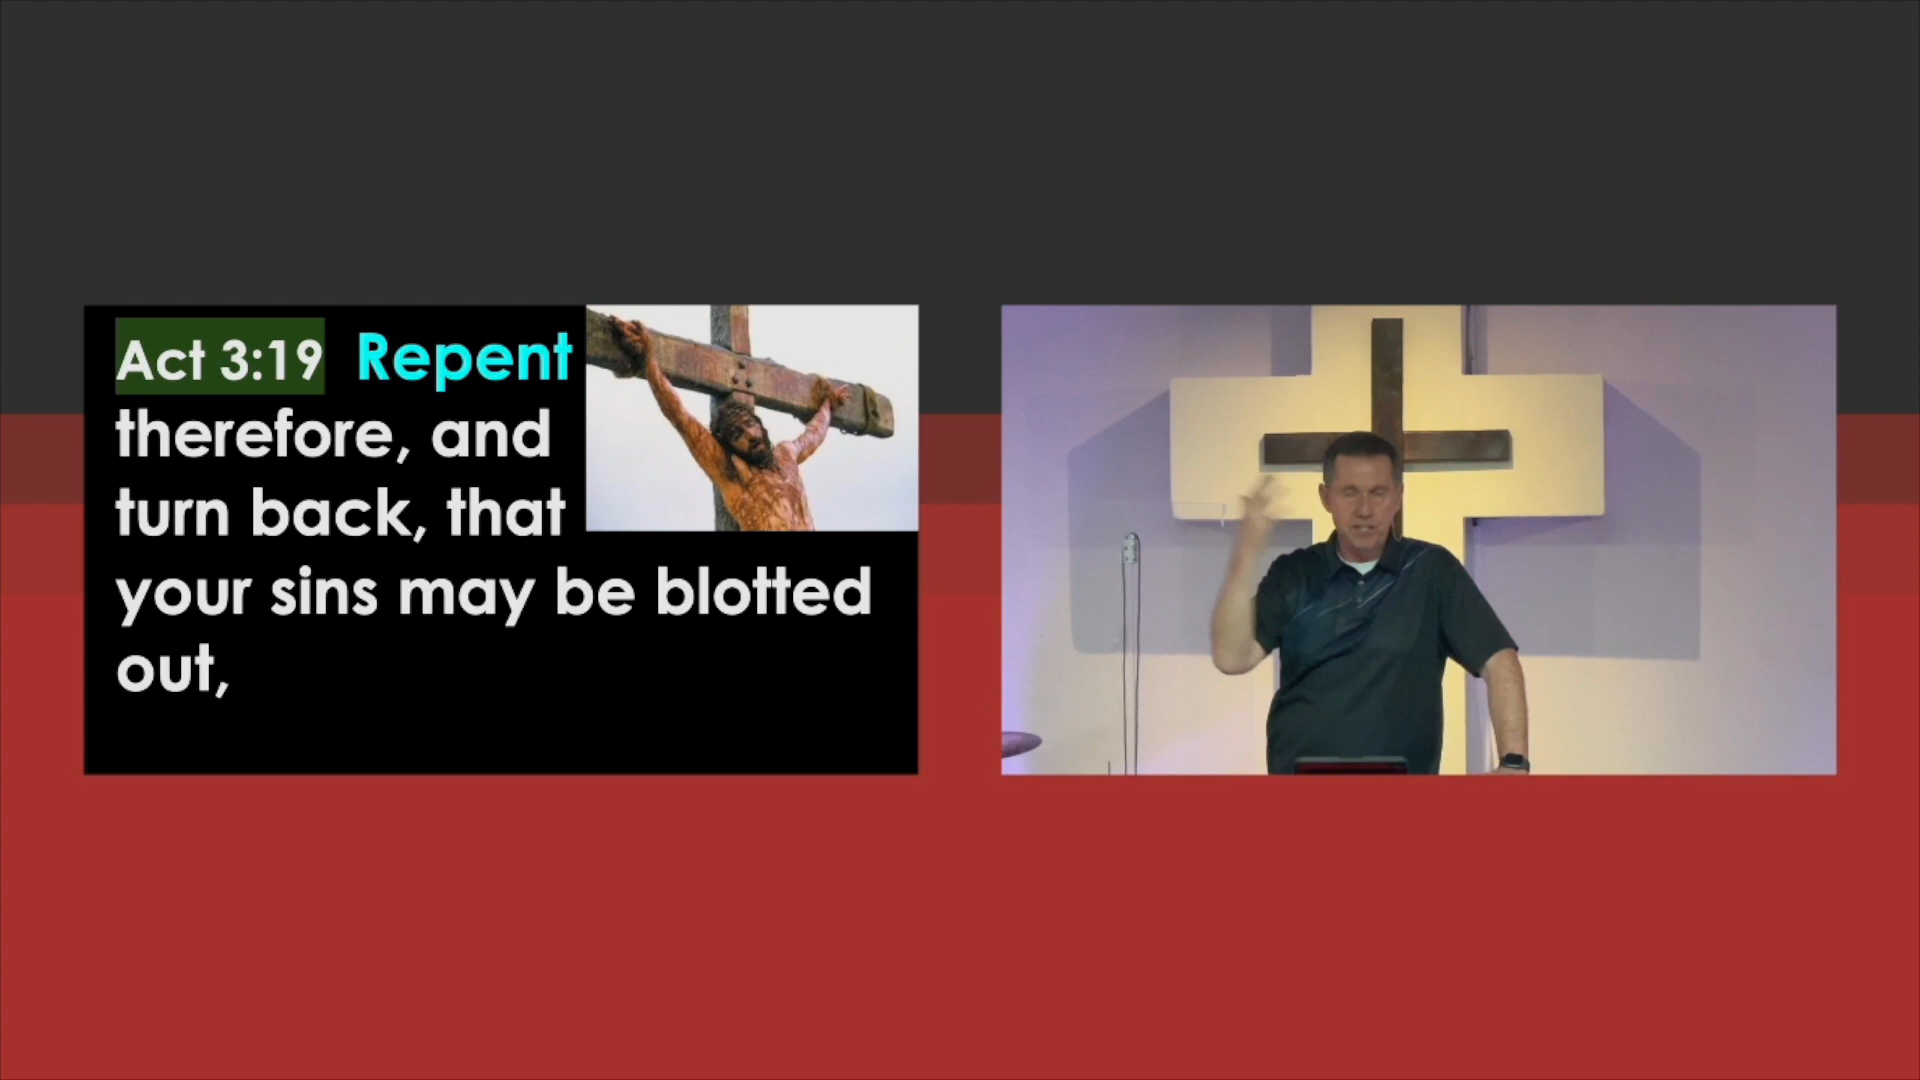 Act 3:19 Repent
therefore, and
turn back, that
your sins may be blotted
out,